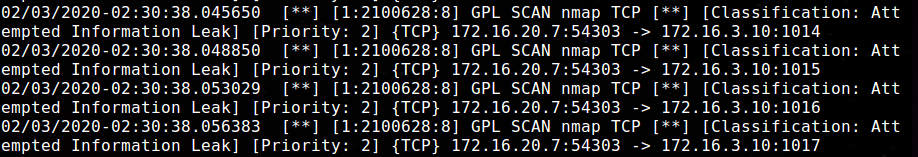 02/03/2020-02:30:38.045650  [**] [1:2100628:8] GPL SCAN nmap TCP [**] [Classification: Att
empted Information Leak] [Priority: 2] {TCP} 172.16.20.7:54303 -> 172.16.3.10:1014
02/03/2020-02:30:38.048850  [**] [1:2100628:8] GPL SCAN nmap TCP [**] [Classification: Att
empted Information Leak] [Priority: 2] {TCP} 172.16.20.7:54303 -> 172.16.3.10:1015
02/03/2020-02:30:38.053029  [**] [1:2100628:8] GPL SCAN nmap TCP [**] [Classification: Att
empted Information Leak] [Priority: 2] {TCP} 172.16.20.7:54303 -> 172.16.3.10:1016
02/03/2020-02:30:38.056383  [**] [1:2100628:8] GPL SCAN nmap TCP [**] [Classification: Att
empted Information Leak] [Priority: 2] {TCP} 172.16.20.7:54303 -> 172.16.3.10:1017